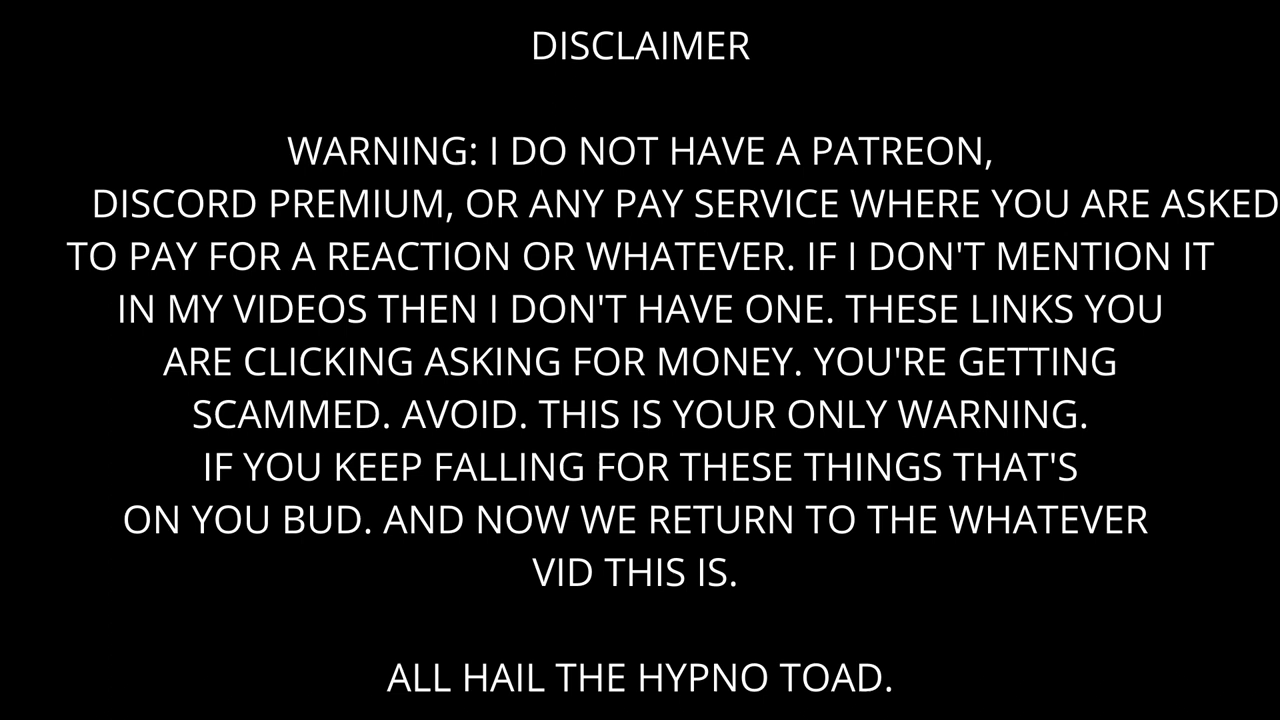 DISCLAIMER
WARNING: I DO NOT HAVE A PATREON,
DISCORD PREMIUM, OR ANY PAY SERVICE WHERE YOU ARE ASKED
TO PAY FOR A REACTION OR WHATEVER. IF I DON'T MENTION IT
IN MY VIDEOS THEN I DON'T HAVE ONE. THESE LINKS YOU
ARE CLICKING ASKING FOR MONEY. YOU'RE GETTING
SCAMMED. AVOID. THIS IS YOUR ONLY WARNING.
IF YOU KEEP FALLING FOR THESE THINGS THAT'S
ON YOU BUD. AND NOW WE RETURN TO THE WHATEVER
VID THIS IS.
ALL HAIL THE HYPNO TOAD.